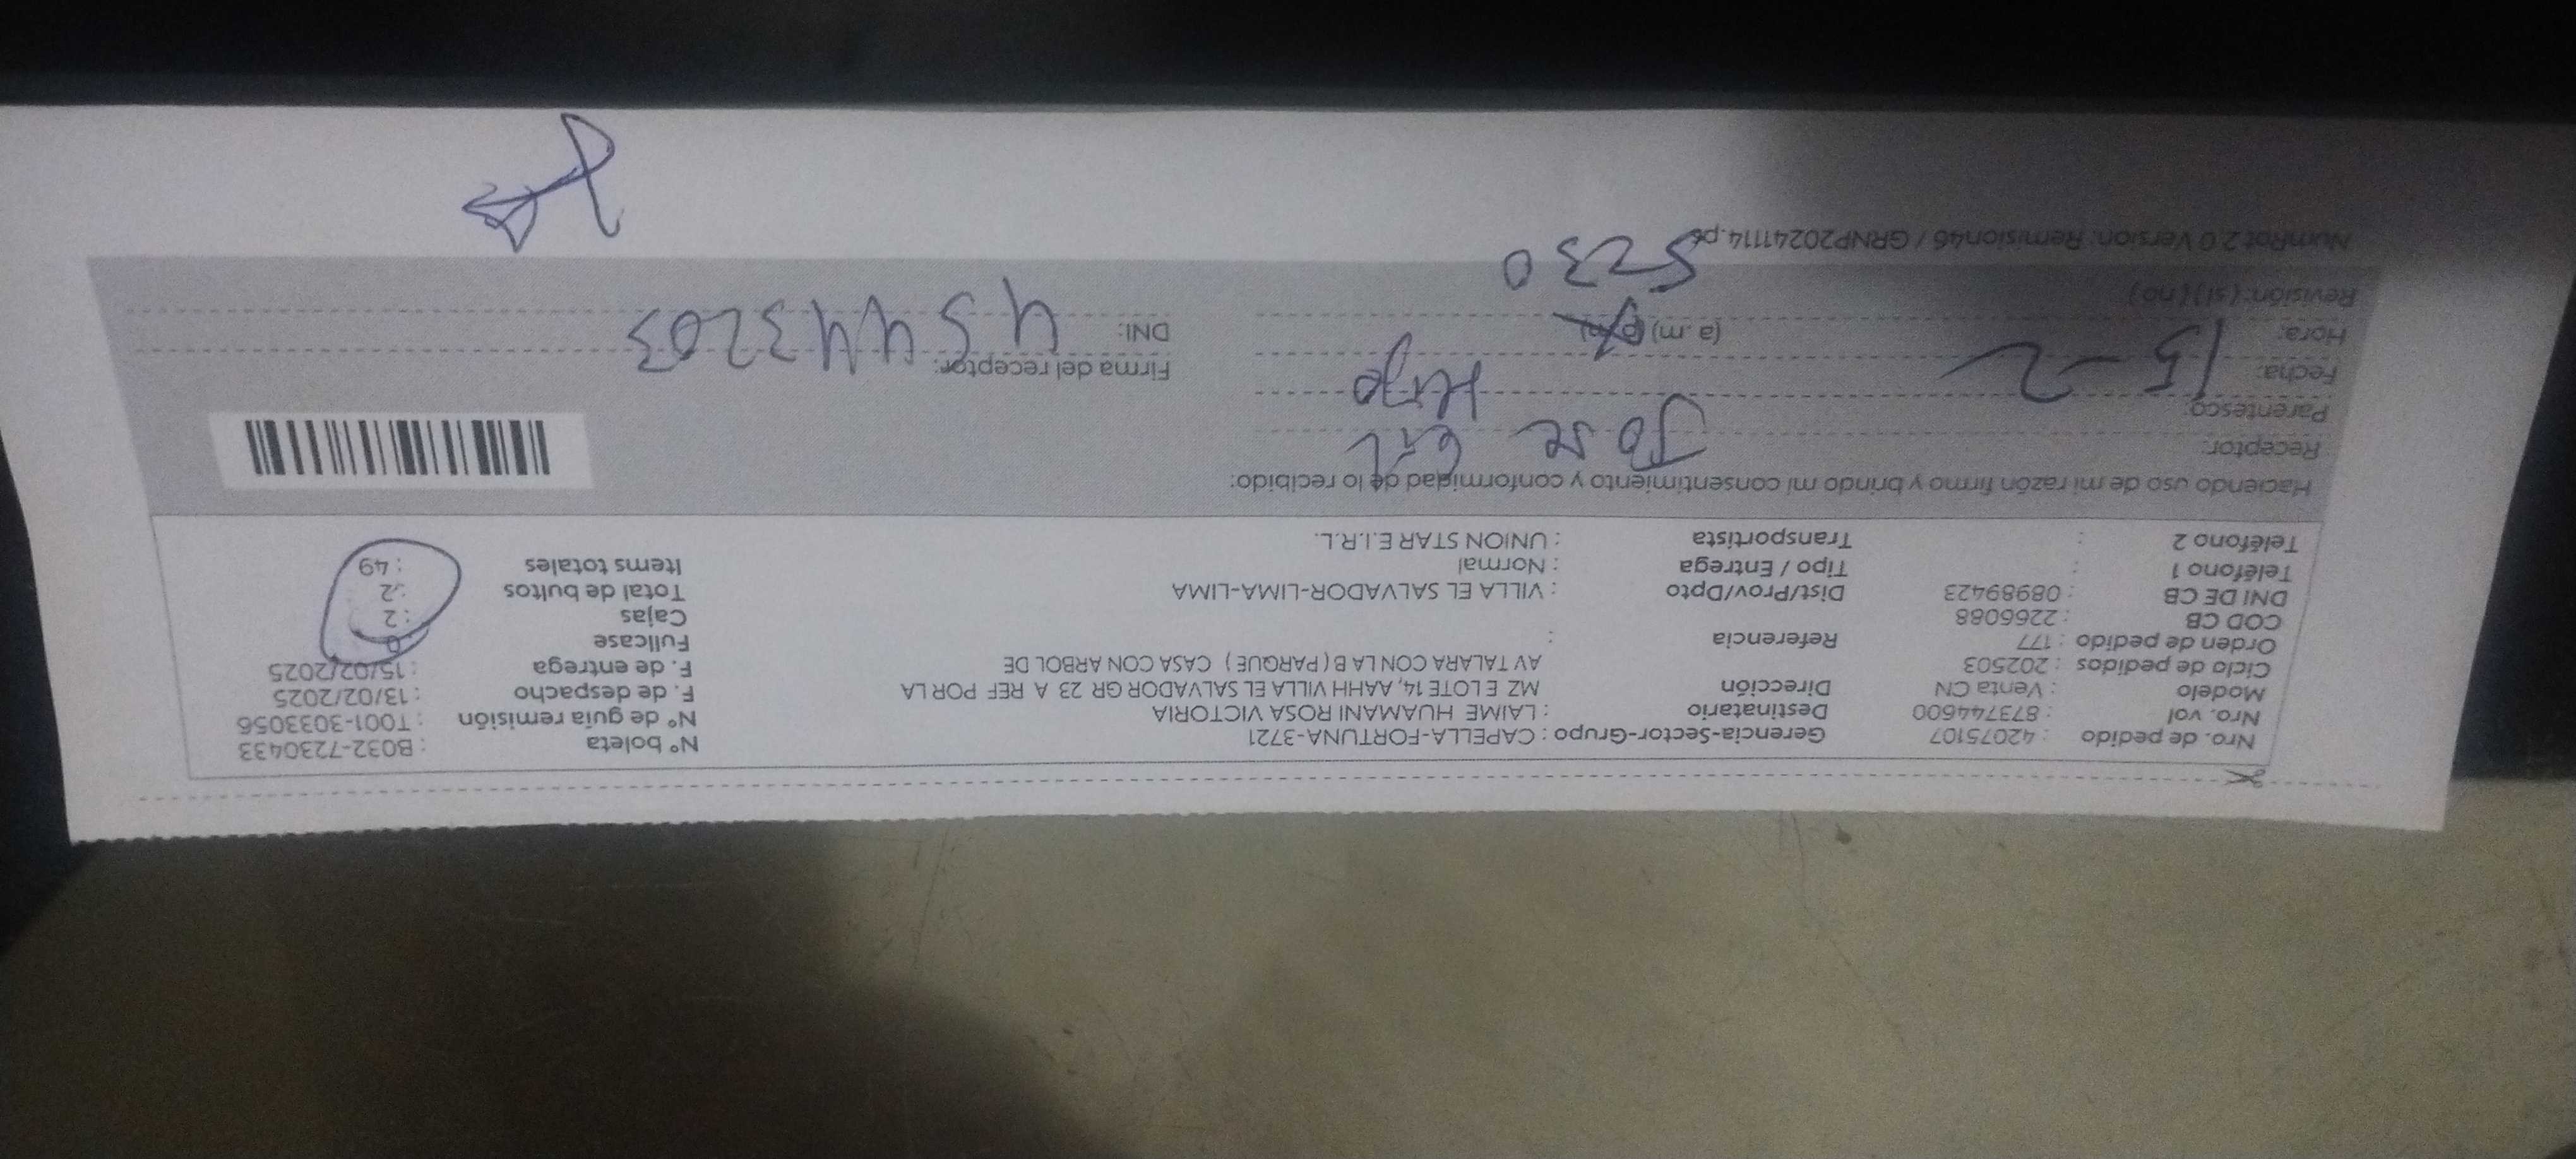 Nro. de pedido : 42075107 Gerencia-Sector-Grupo : CAPELLA-FORTUNA-3721 N° boleta : B032-7230433
Nro. vol : 873744600 Destinatario : LAIME HUAMANI ROSA VICTORIA N° de guía remisión : T001-3033056
Modelo : Venta CN Dirección MZ E LOTE 14, AAHH VILLA EL SALVADOR GR 23 A REF POR LA F. de despacho : 13/02/2025
Ciclo de pedidos : 202503 AV TALARA CON LA B ( PARQUE ) CASA CON ARBOL DE F. de entrega : 15/02/2025
Orden de pedido : 177 Referencia : Fullcase 0
COD CB : 2266088 Cajas : 2
DNI DE CB : 08989423 Dist/Prov/Dpto : VILLA EL SALVADOR-LIMA-LIMA Total de bultos : 2
Teléfono 1 : Tipo / Entrega : Normal Items totales : 49
Teléfono 2 : Transportista : UNION STAR E.I.R.L.
Haciendo uso de mi razón firmo y brindo mi consentimiento y conformidad de lo recibido:
Receptor: Jose
Parentesco: Hijo
Fecha: 15-2 Firma del receptor:
Hora: (a.m) (p.m) DNI: 45443203
Revisión: (si) (no) 5230
NumRot 2.0 Version: Remision46 / GRNP20241114.pc